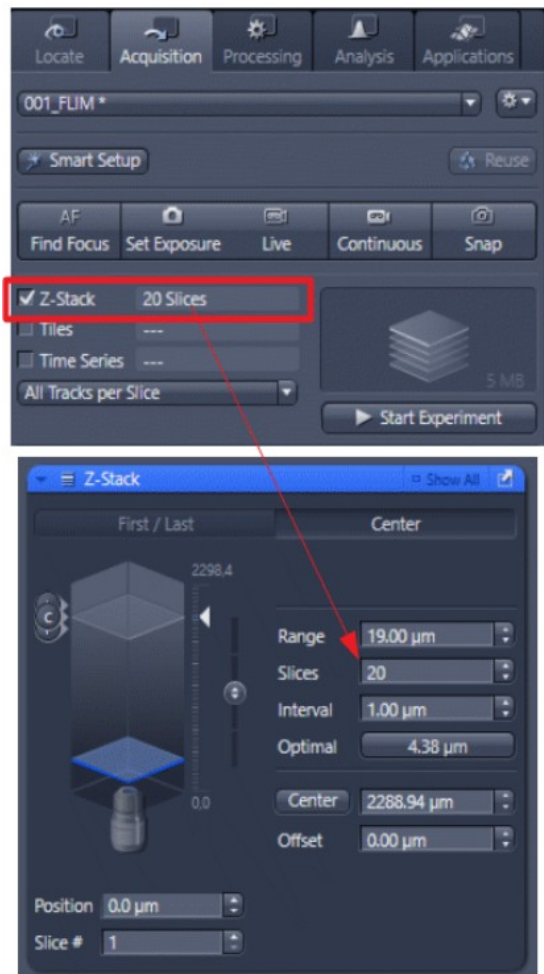 Locate Acquisition Processing Analysis Applications
001_FLIM *
Smart Setup Reuse
AF
Find Focus Set Exposure Live Continuous Snap
Z-Stack 20 Slices
Tiles ---
Time Series ---
5 MB
All Tracks per Slice
Start Experiment
Z-Stack Show All
First / Last Center
2298,4
C
Range 19.00 µm
Slices 20
Interval 1.00 µm
Optimal 4.38 µm
0,0
Center 2288.94 µm
Offset 0.00 µm
Position 0.0 µm
Slice # 1